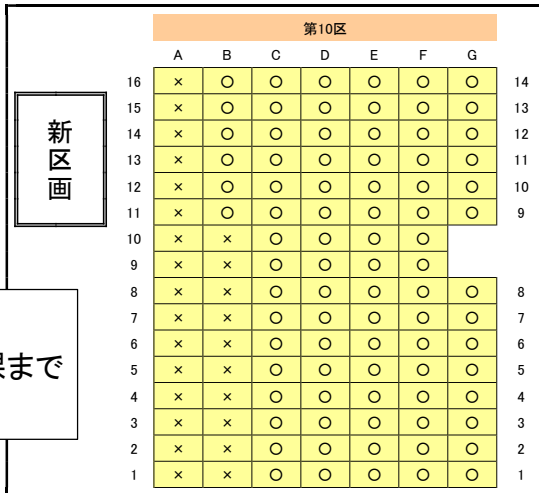 第10区
A B C D E F G
16 × ○ ○ ○ ○ ○ ○ 14
15 × ○ ○ ○ ○ ○ ○ 13
14 × ○ ○ ○ ○ ○ ○ 12
13 × ○ ○ ○ ○ ○ ○ 11
12 × ○ ○ ○ ○ ○ ○ 10
11 × ○ ○ ○ ○ ○ ○ 9
10 × × ○ ○ ○ ○
9 × × ○ ○ ○ ○
8 × × ○ ○ ○ ○ ○ 8
7 × × ○ ○ ○ ○ ○ 7
6 × × ○ ○ ○ ○ ○ 6
5 × × ○ ○ ○ ○ ○ 5
4 × × ○ ○ ○ ○ ○ 4
3 × × ○ ○ ○ ○ ○ 3
2 × × ○ ○ ○ ○ ○ 2
1 × × ○ ○ ○ ○ ○ 1
新区画
まで